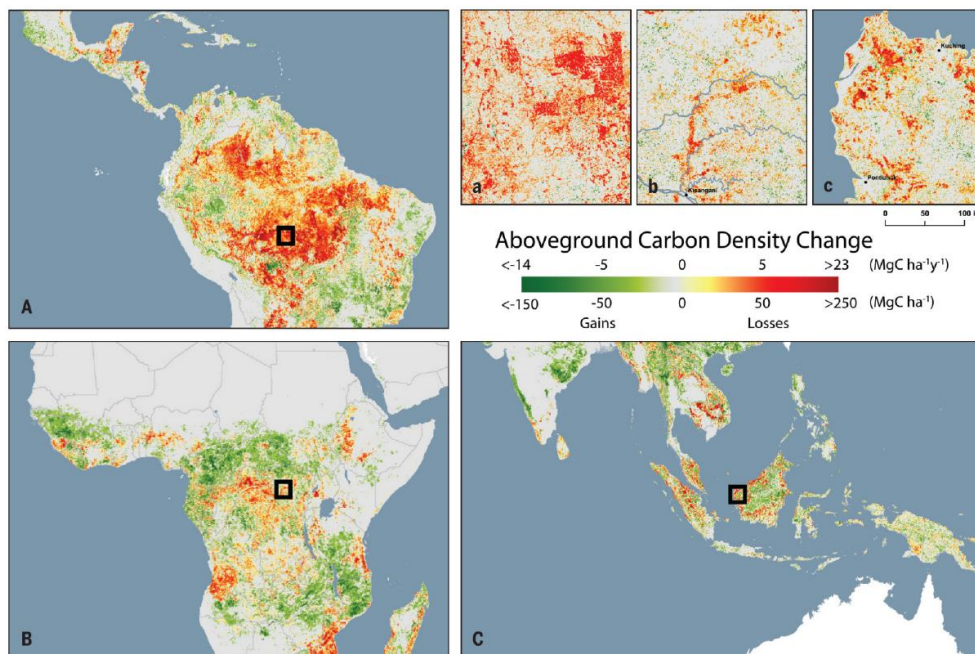 A
a
b
Kisangani
c
Kuching
Pontianak
0 50 100
Aboveground Carbon Density Change
<-14 -5 0 5 >23 (MgC ha⁻¹y⁻¹)
<-150 -50 0 50 >250 (MgC ha⁻¹)
Gains Losses
B
C